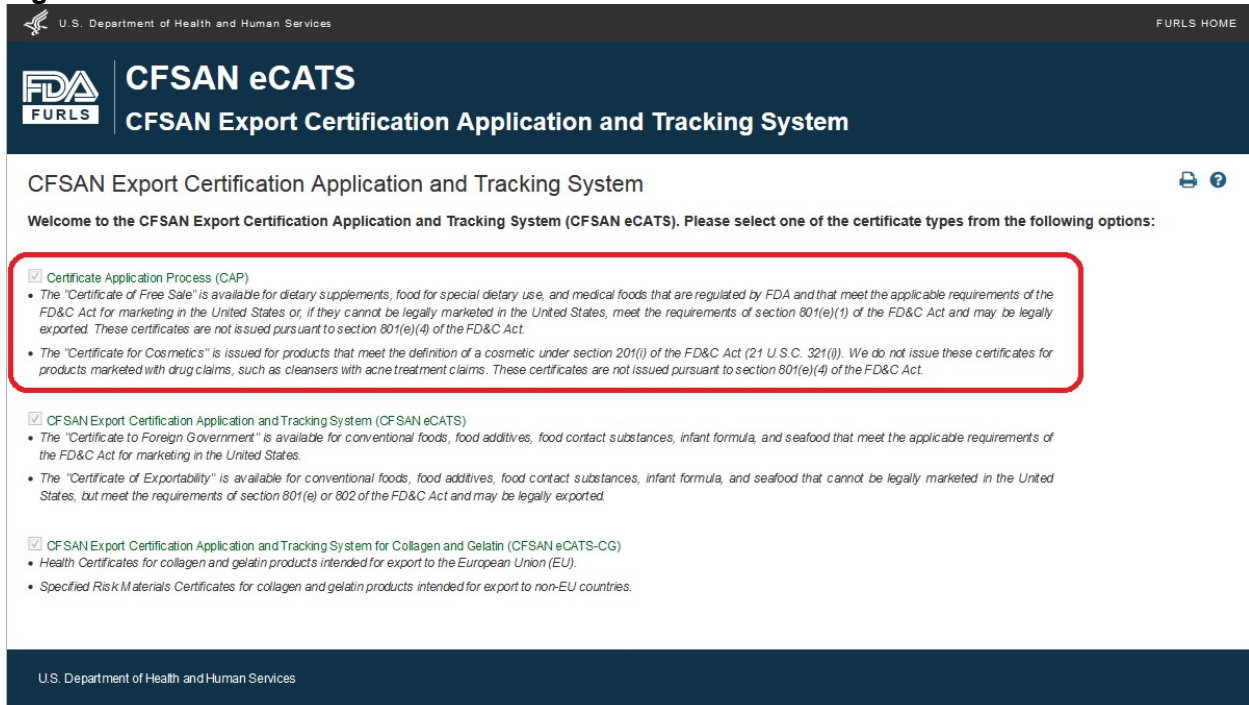 U.S. Department of Health and Human Services
FURLS HOME
FDA
FURLS
CFSAN eCATS
CFSAN Export Certification Application and Tracking System
CFSAN Export Certification Application and Tracking System
Welcome to the CFSAN Export Certification Application and Tracking System (CFSAN eCATS). Please select one of the certificate types from the following options:
Certificate Application Process (CAP)
• The "Certificate of Free Sale" is available for dietary supplements, food for special dietary use, and medical foods that are regulated by FDA and that meet the applicable requirements of the
FD&C Act for marketing in the United States or, if they cannot be legally marketed in the United States, meet the requirements of section 801(e)(1) of the FD&C Act and may be legally
exported. These certificates are not issued pursuant to section 801(e)(4) of the FD&C Act.
• The "Certificate for Cosmetics" is issued for products that meet the definition of a cosmetic under section 201(i) of the FD&C Act (21 U.S.C. 321(i)). We do not issue these certificates for
products marketed with drug claims, such as cleansers with acne treatment claims. These certificates are not issued pursuant to section 801(e)(4) of the FD&C Act.
CFSAN Export Certification Application and Tracking System (CFSAN eCATS)
• The "Certificate to Foreign Government" is available for conventional foods, food additives, food contact substances, infant formula, and seafood that meet the applicable requirements of
the FD&C Act for marketing in the United States.
• The "Certificate of Exportability" is available for conventional foods, food additives, food contact substances, infant formula, and seafood that cannot be legally marketed in the United
States, but meet the requirements of section 801(e) or 802 of the FD&C Act and may be legally exported.
CFSAN Export Certification Application and Tracking System for Collagen and Gelatin (CFSAN eCATS-CG)
• Health Certificates for collagen and gelatin products intended for export to the European Union (EU).
• Specified Risk Materials Certificates for collagen and gelatin products intended for export to non-EU countries.
U.S. Department of Health and Human Services